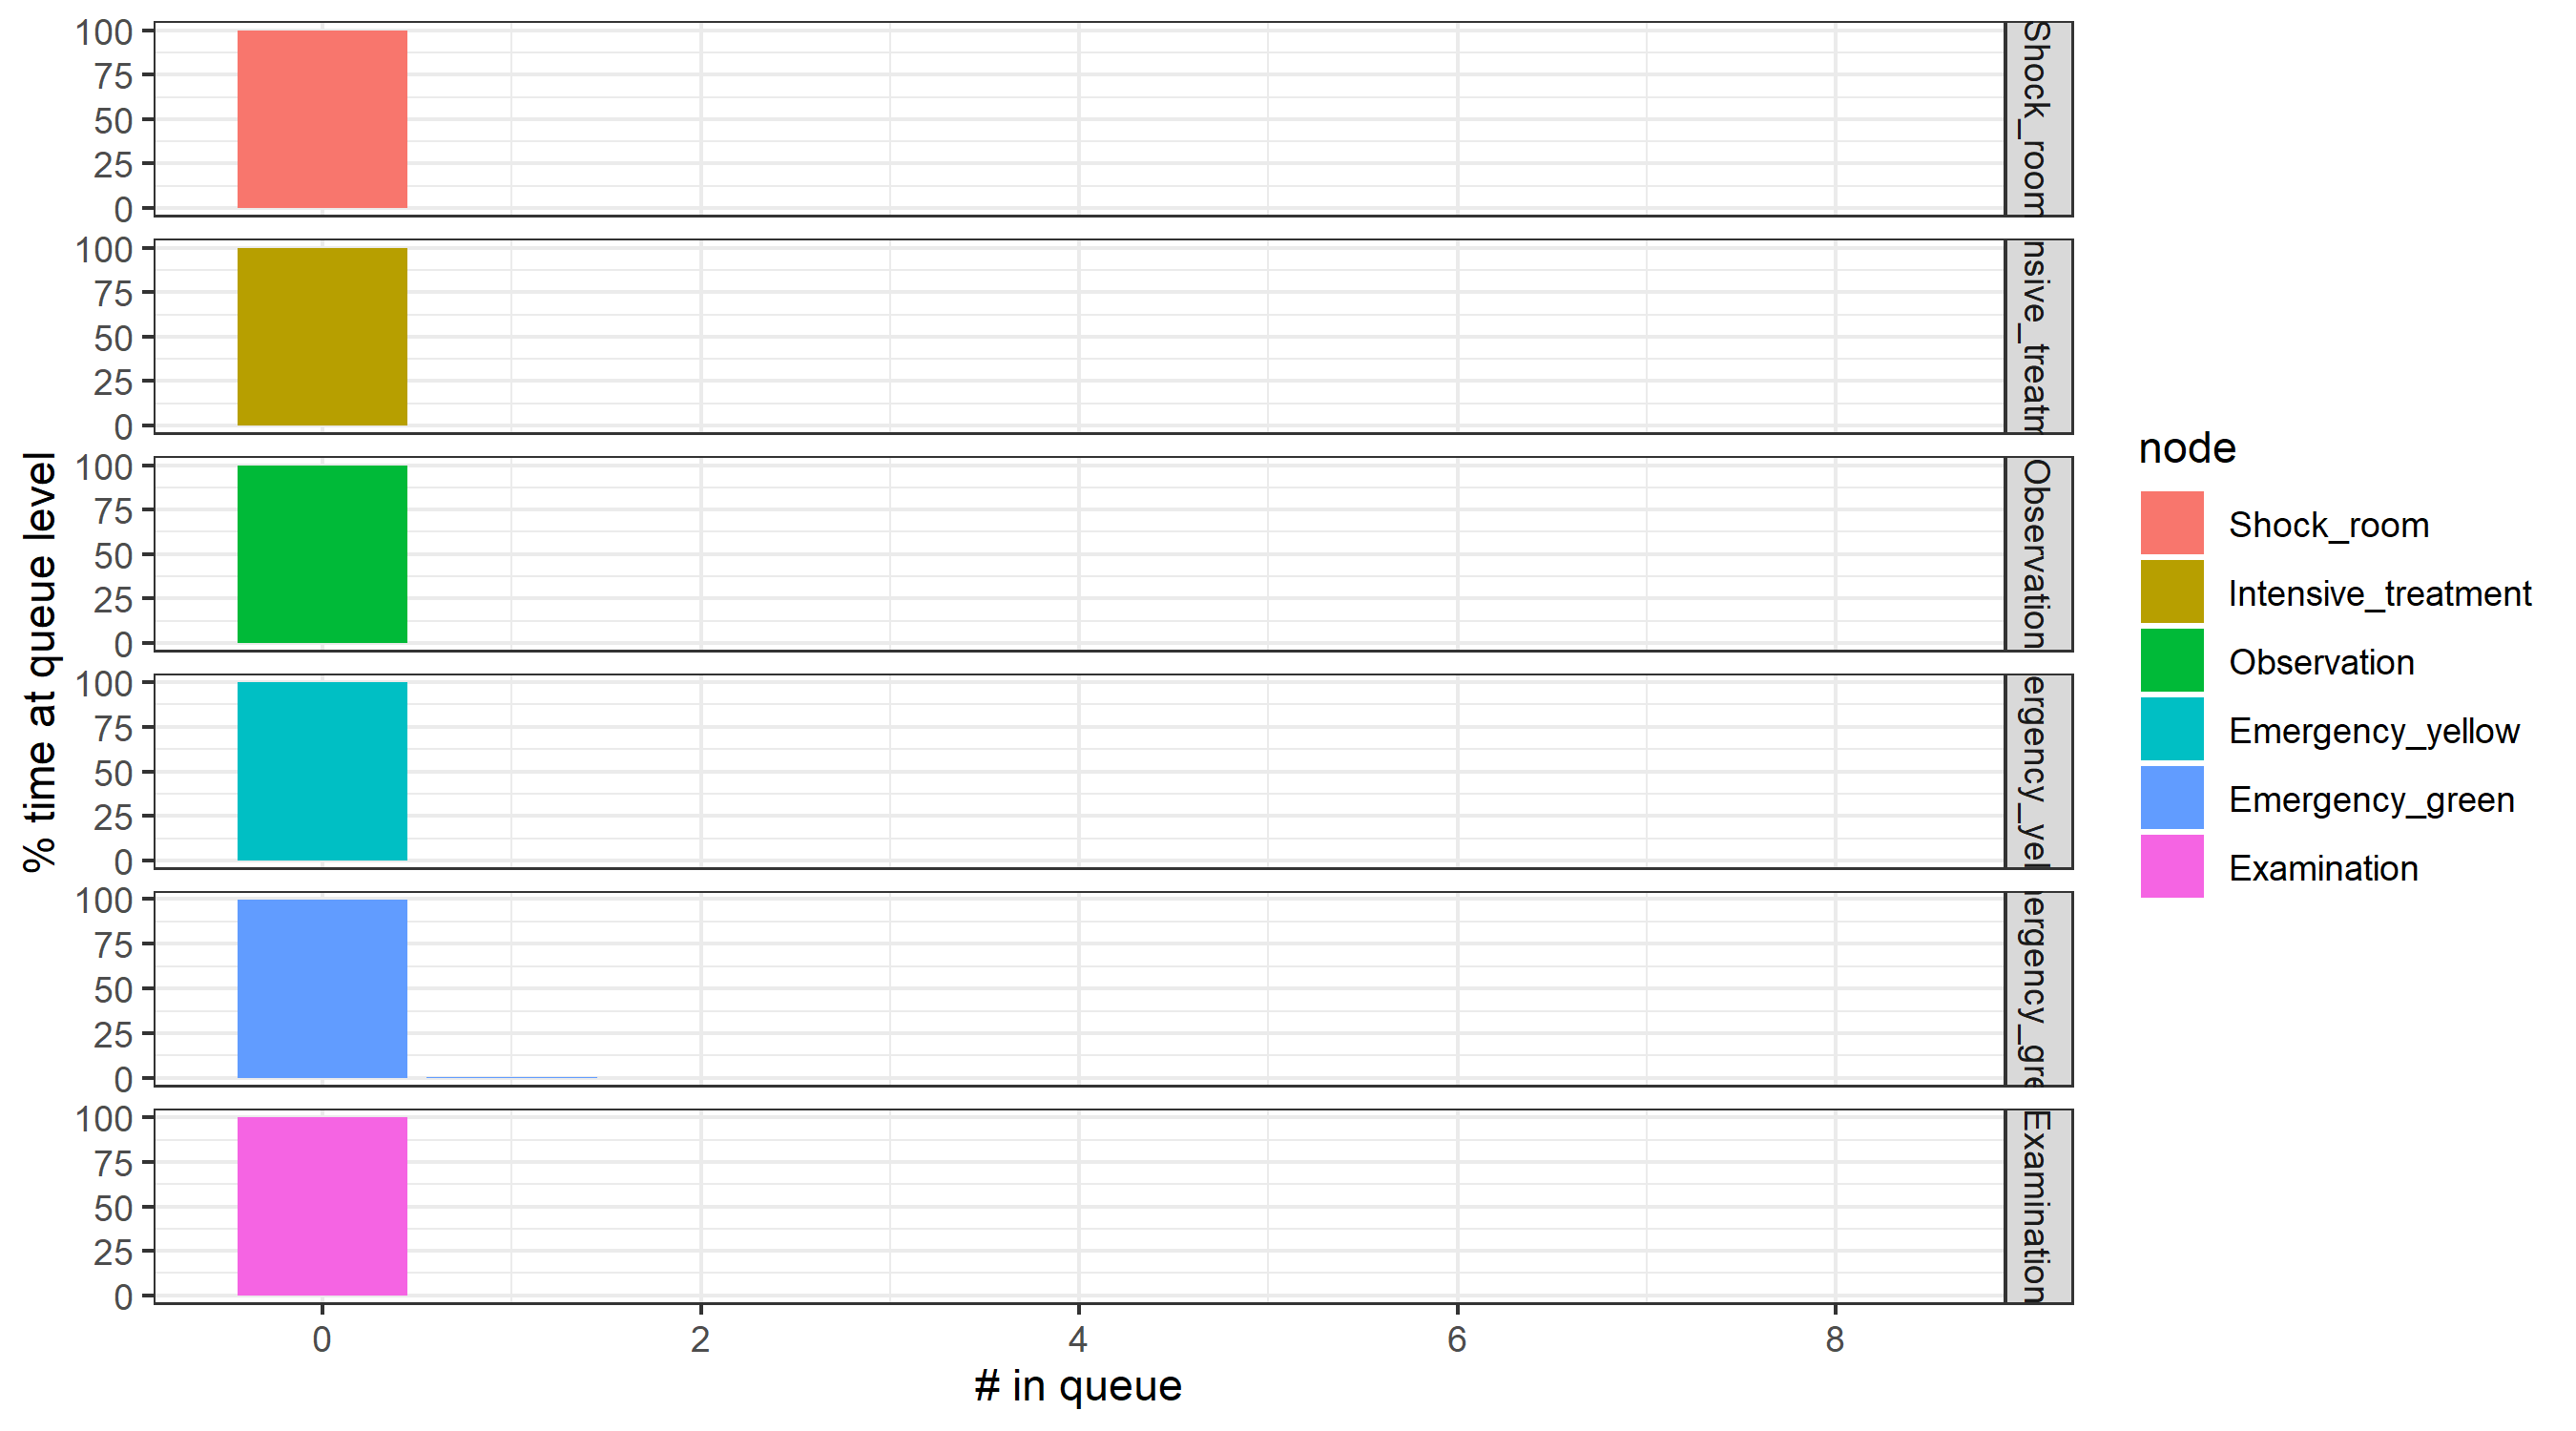 100
75
50
25
0
Shock_room
100
75
50
25
0
nsive_treatm
100
75
50
25
0
Observation
100
75
50
25
0
ergency_yel
100
75
50
25
0
ergency_gre
100
75
50
25
0
Examination
0 2 4 6 8
# in queue
% time at queue level
node
Shock_room
Intensive_treatment
Observation
Emergency_yellow
Emergency_green
Examination